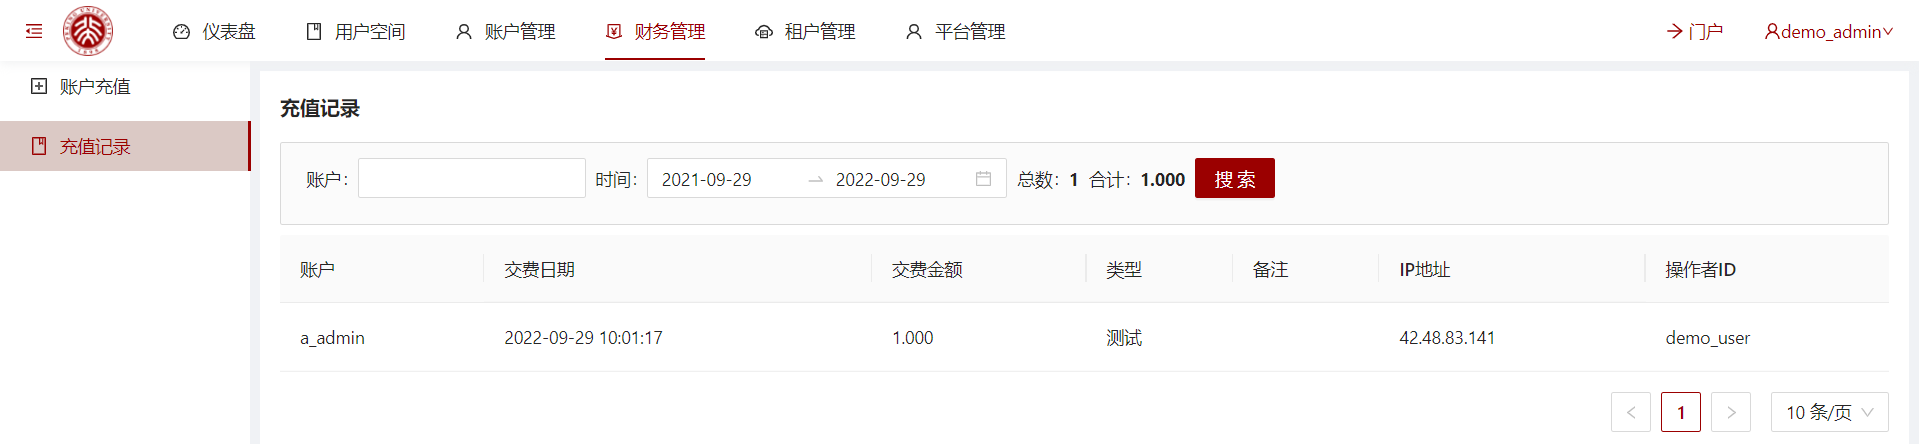 仪表盘 用户空间 账户管理 财务管理 租户管理 平台管理 门户 demo_admin
账户充值
充值记录
充值记录
账户: 时间: 2021-09-29 2022-09-29 总数: 1 合计: 1.000 搜 索
账户 交费日期 交费金额 类型 备注 IP地址 操作者ID
a_admin 2022-09-29 10:01:17 1.000 测试 42.48.83.141 demo_user
1 10 条/页